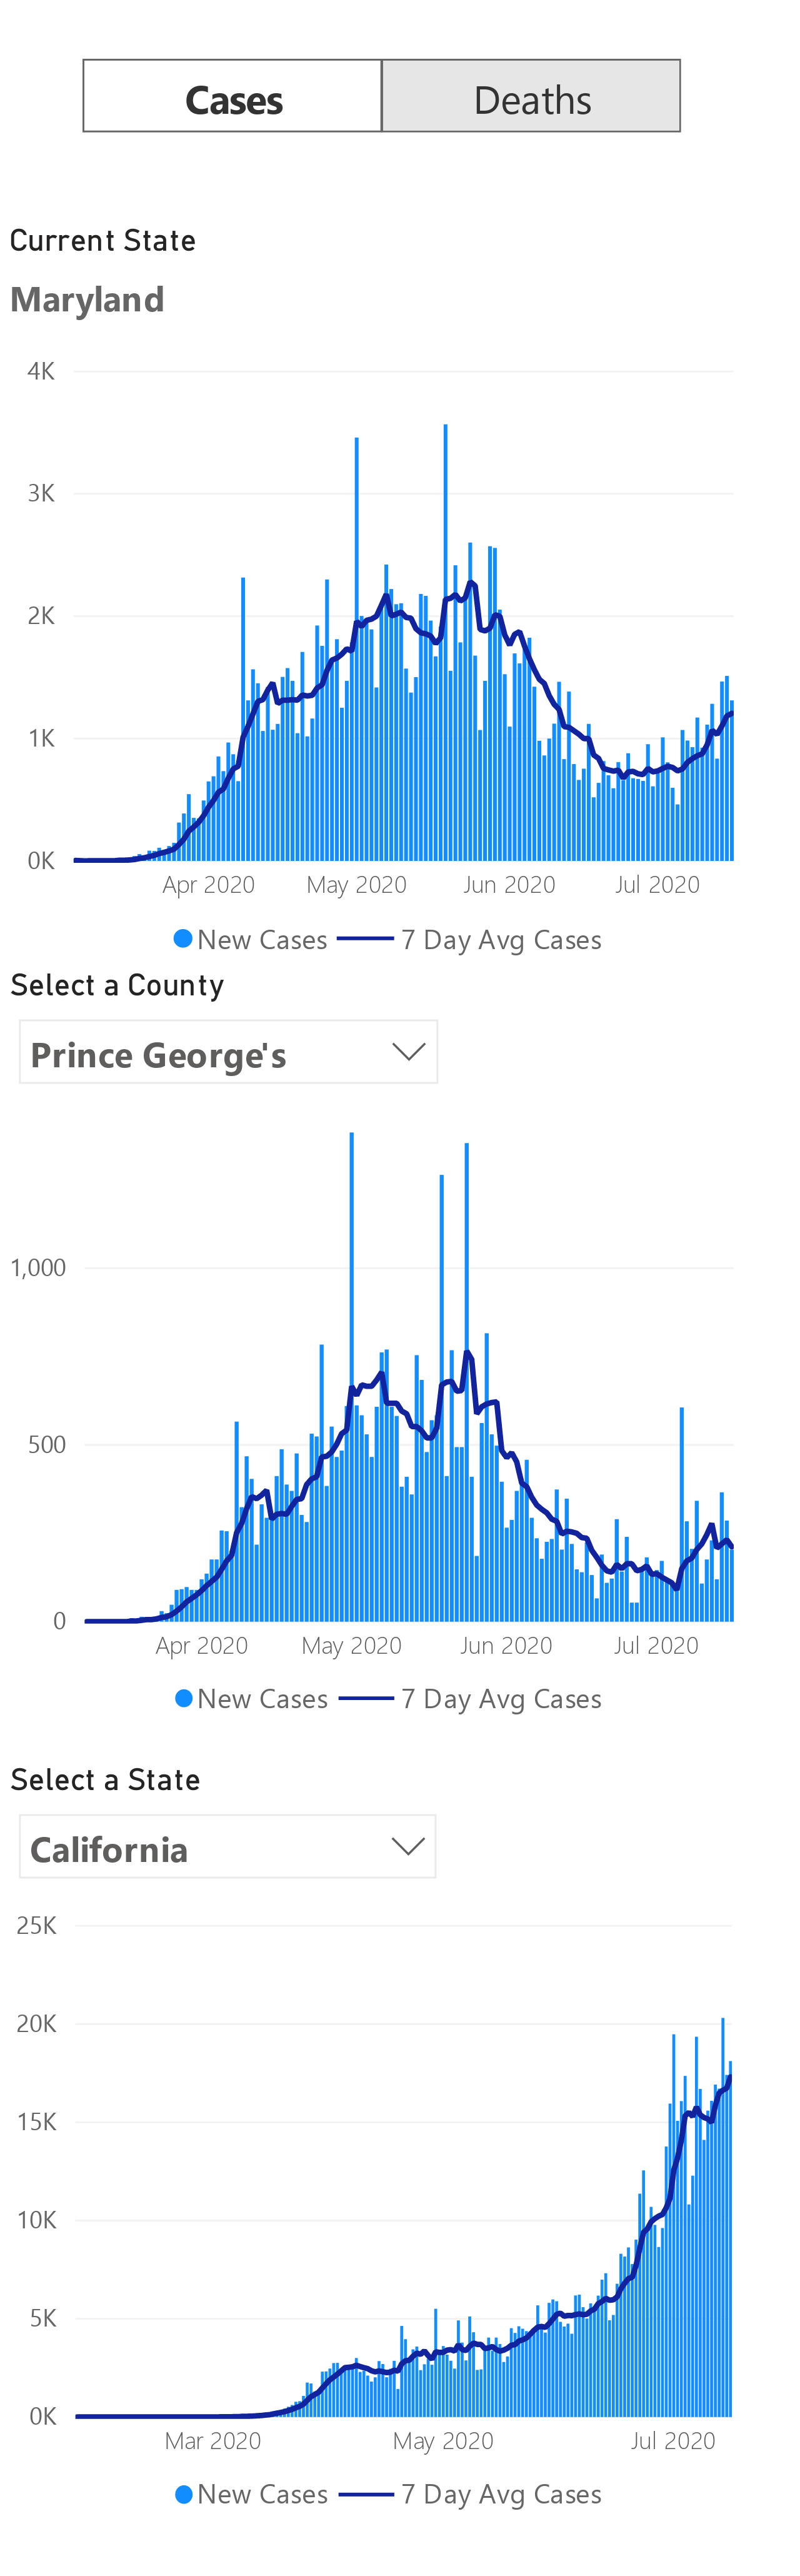 Cases Deaths
Current State
Maryland
4K
3K
2K
1K
0K
Apr 2020 May 2020 Jun 2020 Jul 2020
New Cases 7 Day Avg Cases
Select a County
Prince George's
1,000
500
0
Apr 2020 May 2020 Jun 2020 Jul 2020
New Cases 7 Day Avg Cases
Select a State
California
25K
20K
15K
10K
5K
0K
Mar 2020 May 2020 Jul 2020
New Cases 7 Day Avg Cases